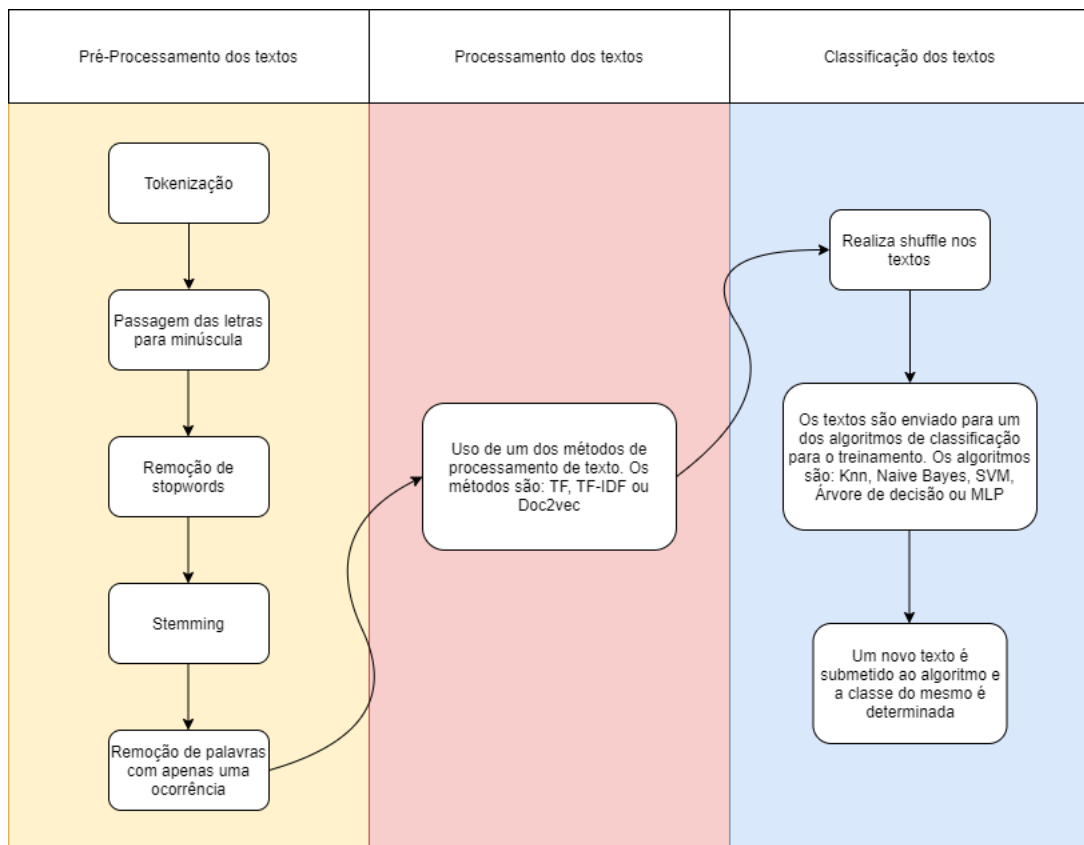 Pré-Processamento dos textos
Processamento dos textos
Classificação dos textos
Tokenização
Passagem das letras
para minúscula
Remoção de
stopwords
Stemming
Remoção de palavras
com apenas uma
ocorrência
Uso de um dos métodos de
processamento de texto. Os
métodos são: TF, TF-IDF ou
Doc2vec
Realiza shuffle nos
textos
Os textos são enviado para um
dos algoritmos de classificação
para o treinamento. Os algoritmos
são: Knn, Naive Bayes, SVM,
Árvore de decisão ou MLP
Um novo texto é
submetido ao algoritmo e
a classe do mesmo é
determinada